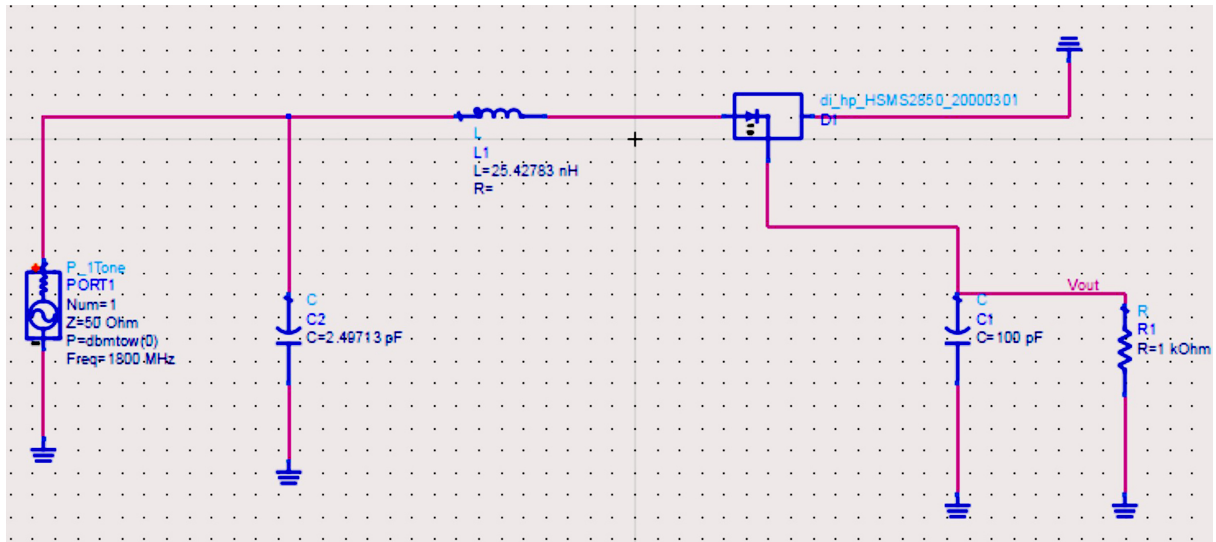 di_hp_HSMS2850_20000301
D1
L
L1
L=25.42783 nH
R=
P_1Tone
PORT1
Num=1
Z=50 Ohm
P=dbmtow(0)
Freq=1800 MHz
C
C2
C=2.49713 pF
Vout
C
C1
C=100 pF
R
R1
R=1 kOhm